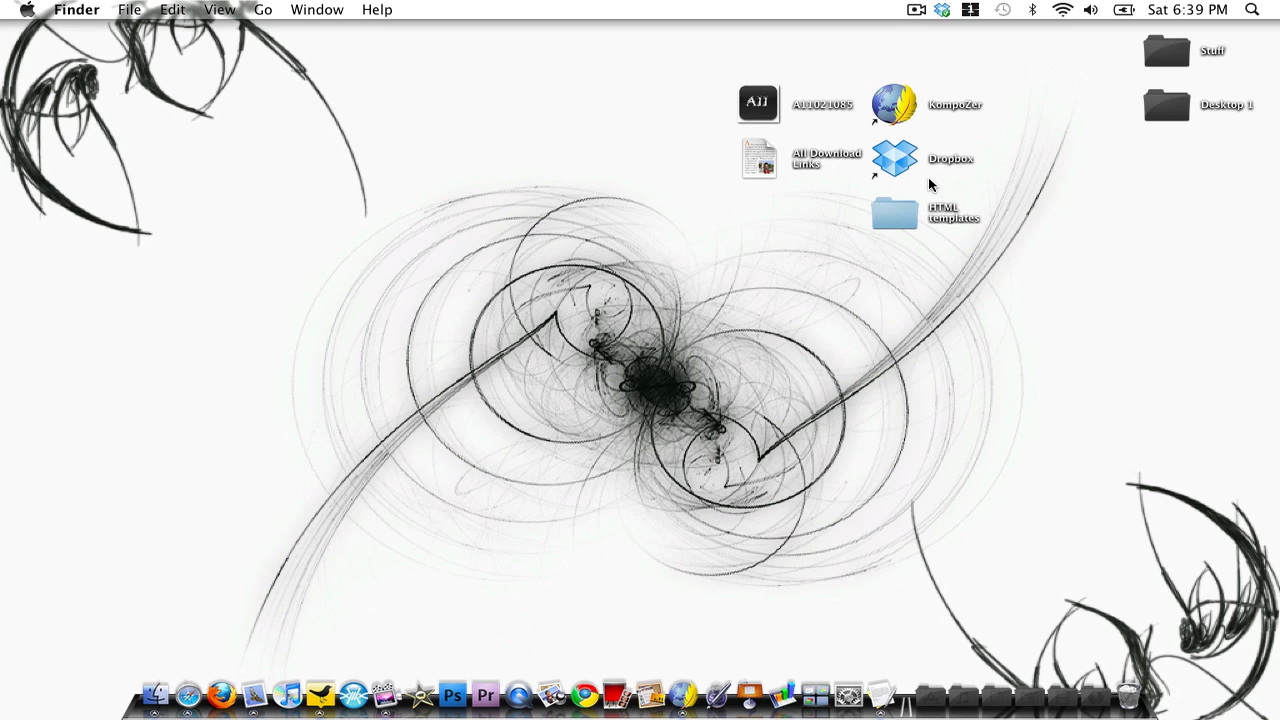 Finder File Edit View Go Window Help
1 Sat 6:39 PM
Stuff
A11 A11021085 KompoZer
Desktop 1
All Download
Links
Dropbox
HTML
templates
Ps Pr